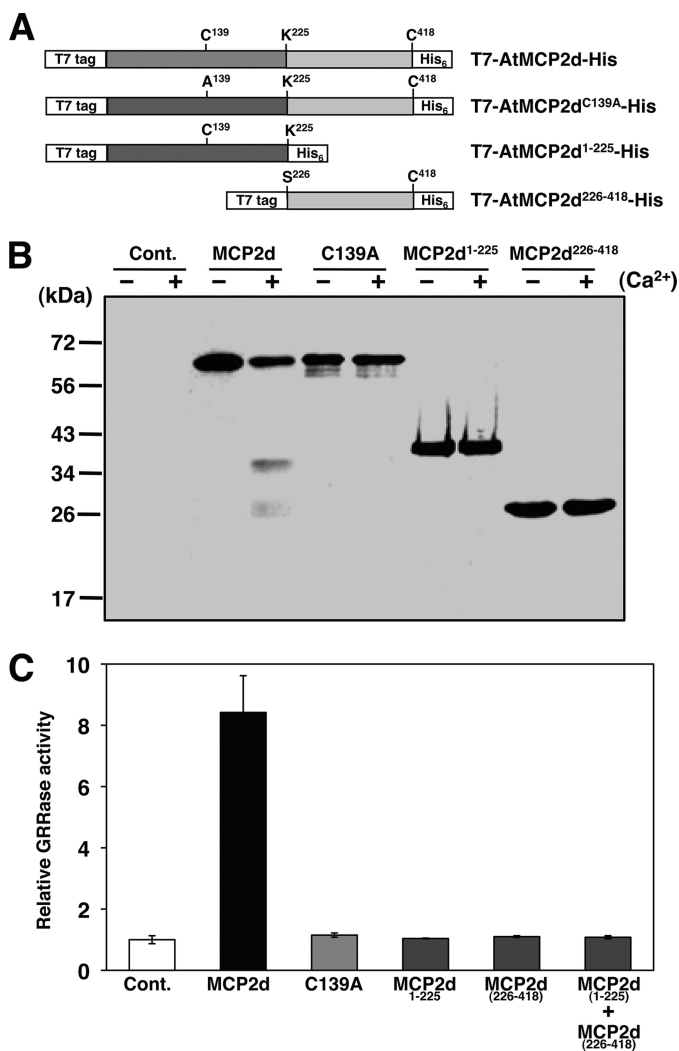 A
C139 K225 C418
T7 tag His6 T7-AtMCP2d-His
A139 K225 C418
T7 tag His6 T7-AtMCP2dC139A-His
C139 K225
T7 tag His6 T7-AtMCP2d1-225-His
S226 C418
T7 tag His6 T7-AtMCP2d226-418-His
B
Cont. MCP2d C139A MCP2d1-225 MCP2d226-418
(kDa) − + − + − + − + − + (Ca2+)
72
56
43
34
26
17
C
Relative GRRase activity
10
8
6
4
2
0
Cont. MCP2d C139A MCP2d MCP2d MCP2d
1-225 (226-418) (1-225)
+
MCP2d
(226-418)